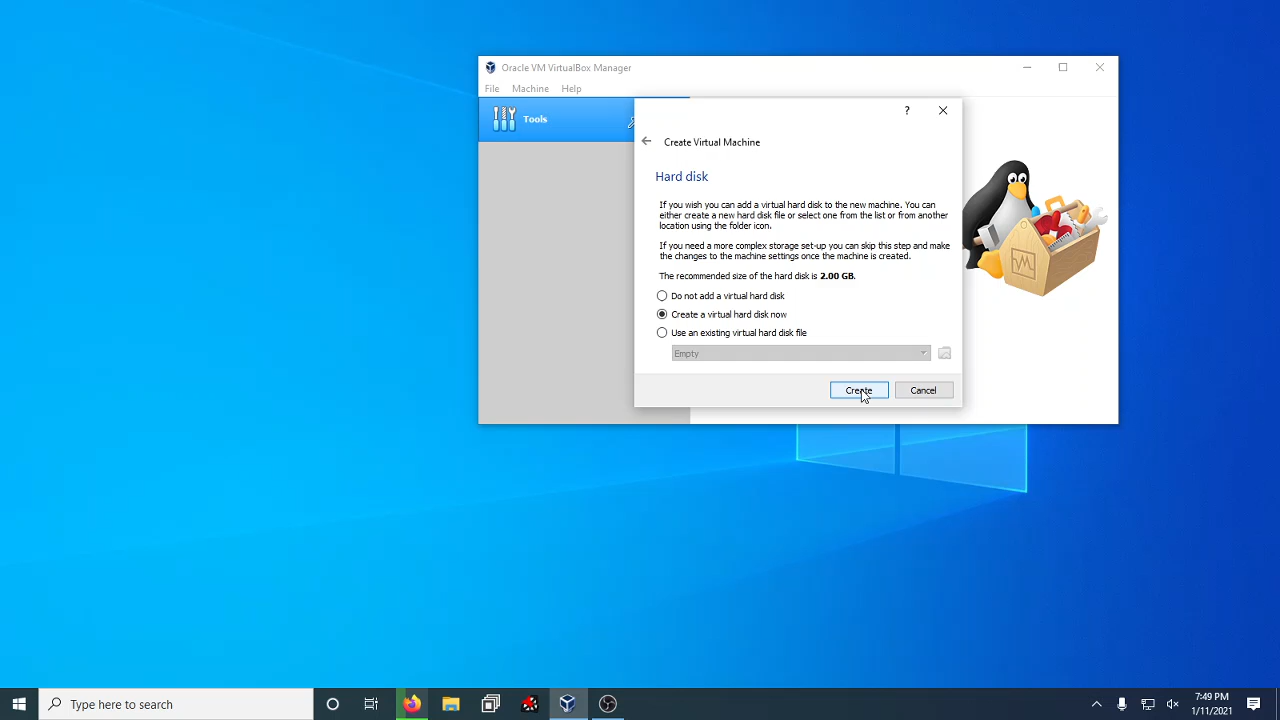 Oracle VM VirtualBox Manager
File Machine Help
Tools
?
Create Virtual Machine
Hard disk
If you wish you can add a virtual hard disk to the new machine. You can
either create a new hard disk file or select one from the list or from another
location using the folder icon.
If you need a more complex storage set-up you can skip this step and make
the changes to the machine settings once the machine is created.
The recommended size of the hard disk is 2.00 GB.
Do not add a virtual hard disk
Create a virtual hard disk now
Use an existing virtual hard disk file
Empty
Create Cancel
Type here to search
7:49 PM
1/11/2021